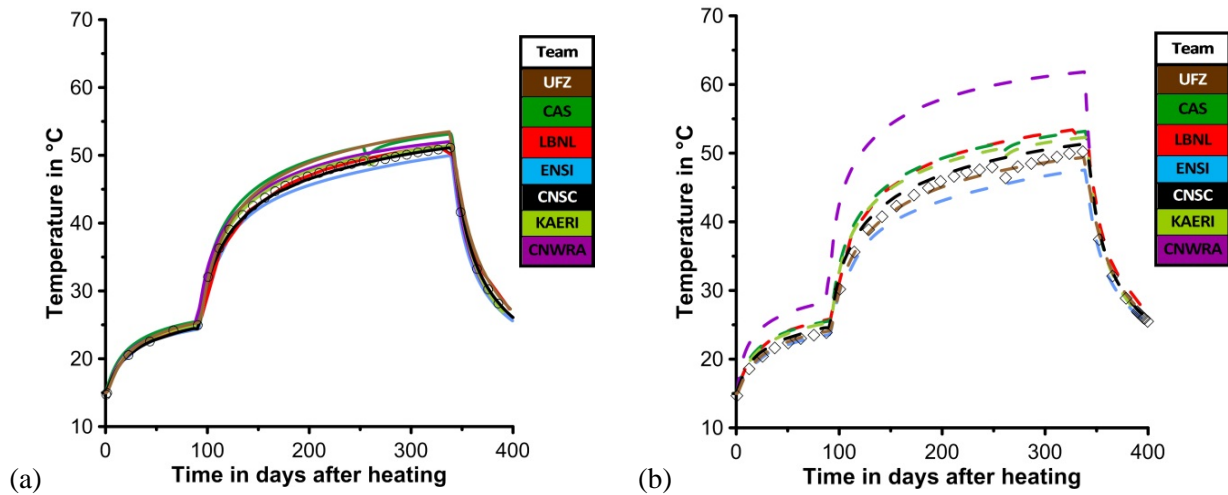 70
60
50
40
30
20
10
0
100
200
300
400
Temperature in °C
Time in days after heating
Team
UFZ
CAS
LBNL
ENSI
CNSC
KAERI
CNWRA
(a)
70
60
50
40
30
20
10
0
100
200
300
400
Temperature in °C
Time in days after heating
Team
UFZ
CAS
LBNL
ENSI
CNSC
KAERI
CNWRA
(b)